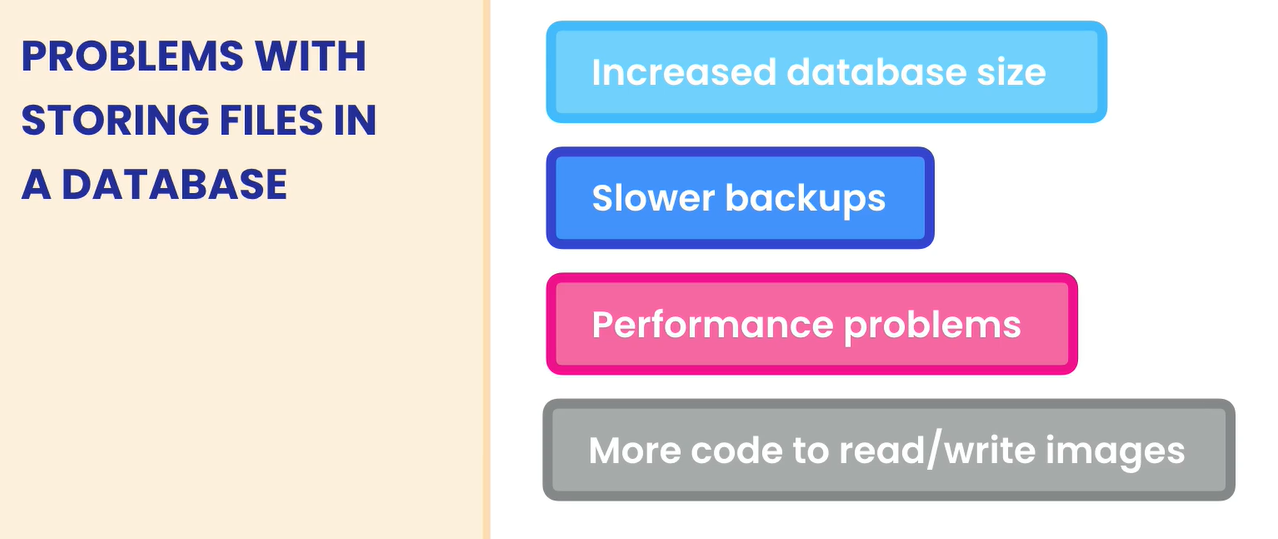 PROBLEMS WITH
STORING FILES IN
A DATABASE
Increased database size
Slower backups
Performance problems
More code to read/write images